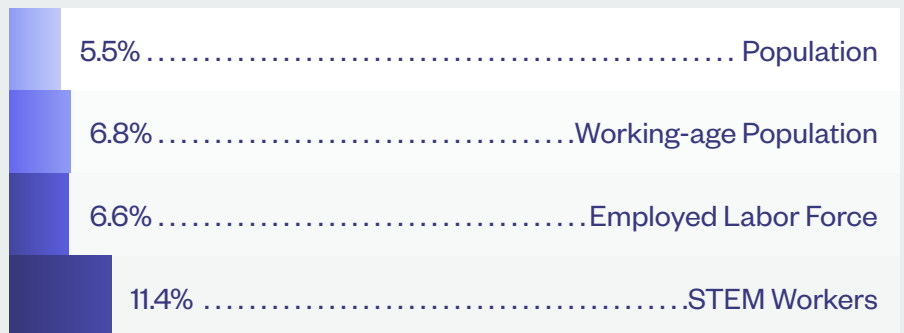 5.5% ..................................................... Population
6.8% ......................................Working-age Population
6.6% .......................................Employed Labor Force
11.4% ............................................STEM Workers